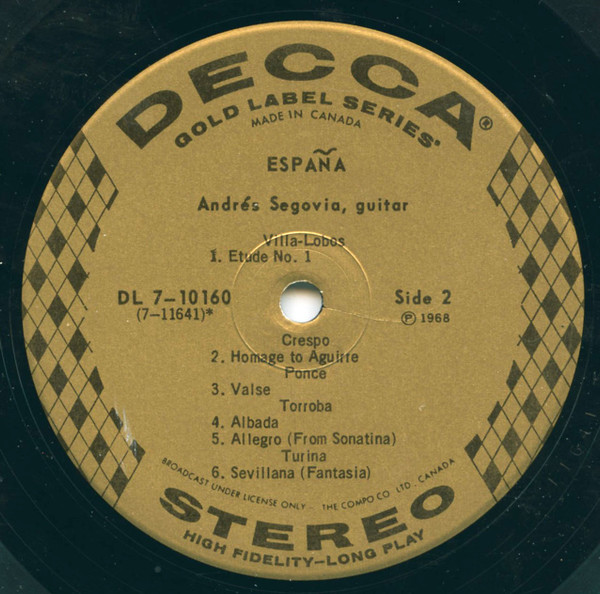 DECCA®
GOLD LABEL SERIES
MADE IN CANADA
ESPAÑA
Andrés Segovia, guitar
Villa-Lobos
1. Etude No. 1
DL 7-10160
(7-11641)*
Side 2
Ⓟ 1968
Crespo
2. Homage to Aguirre
Ponce
3. Valse
Torroba
4. Albada
5. Allegro (From Sonatina)
Turina
6. Sevillana (Fantasia)
BROADCAST UNDER LICENSE ONLY - THE COMPO CO. LTD. CANADA
STEREO
HIGH FIDELITY-LONG PLAY